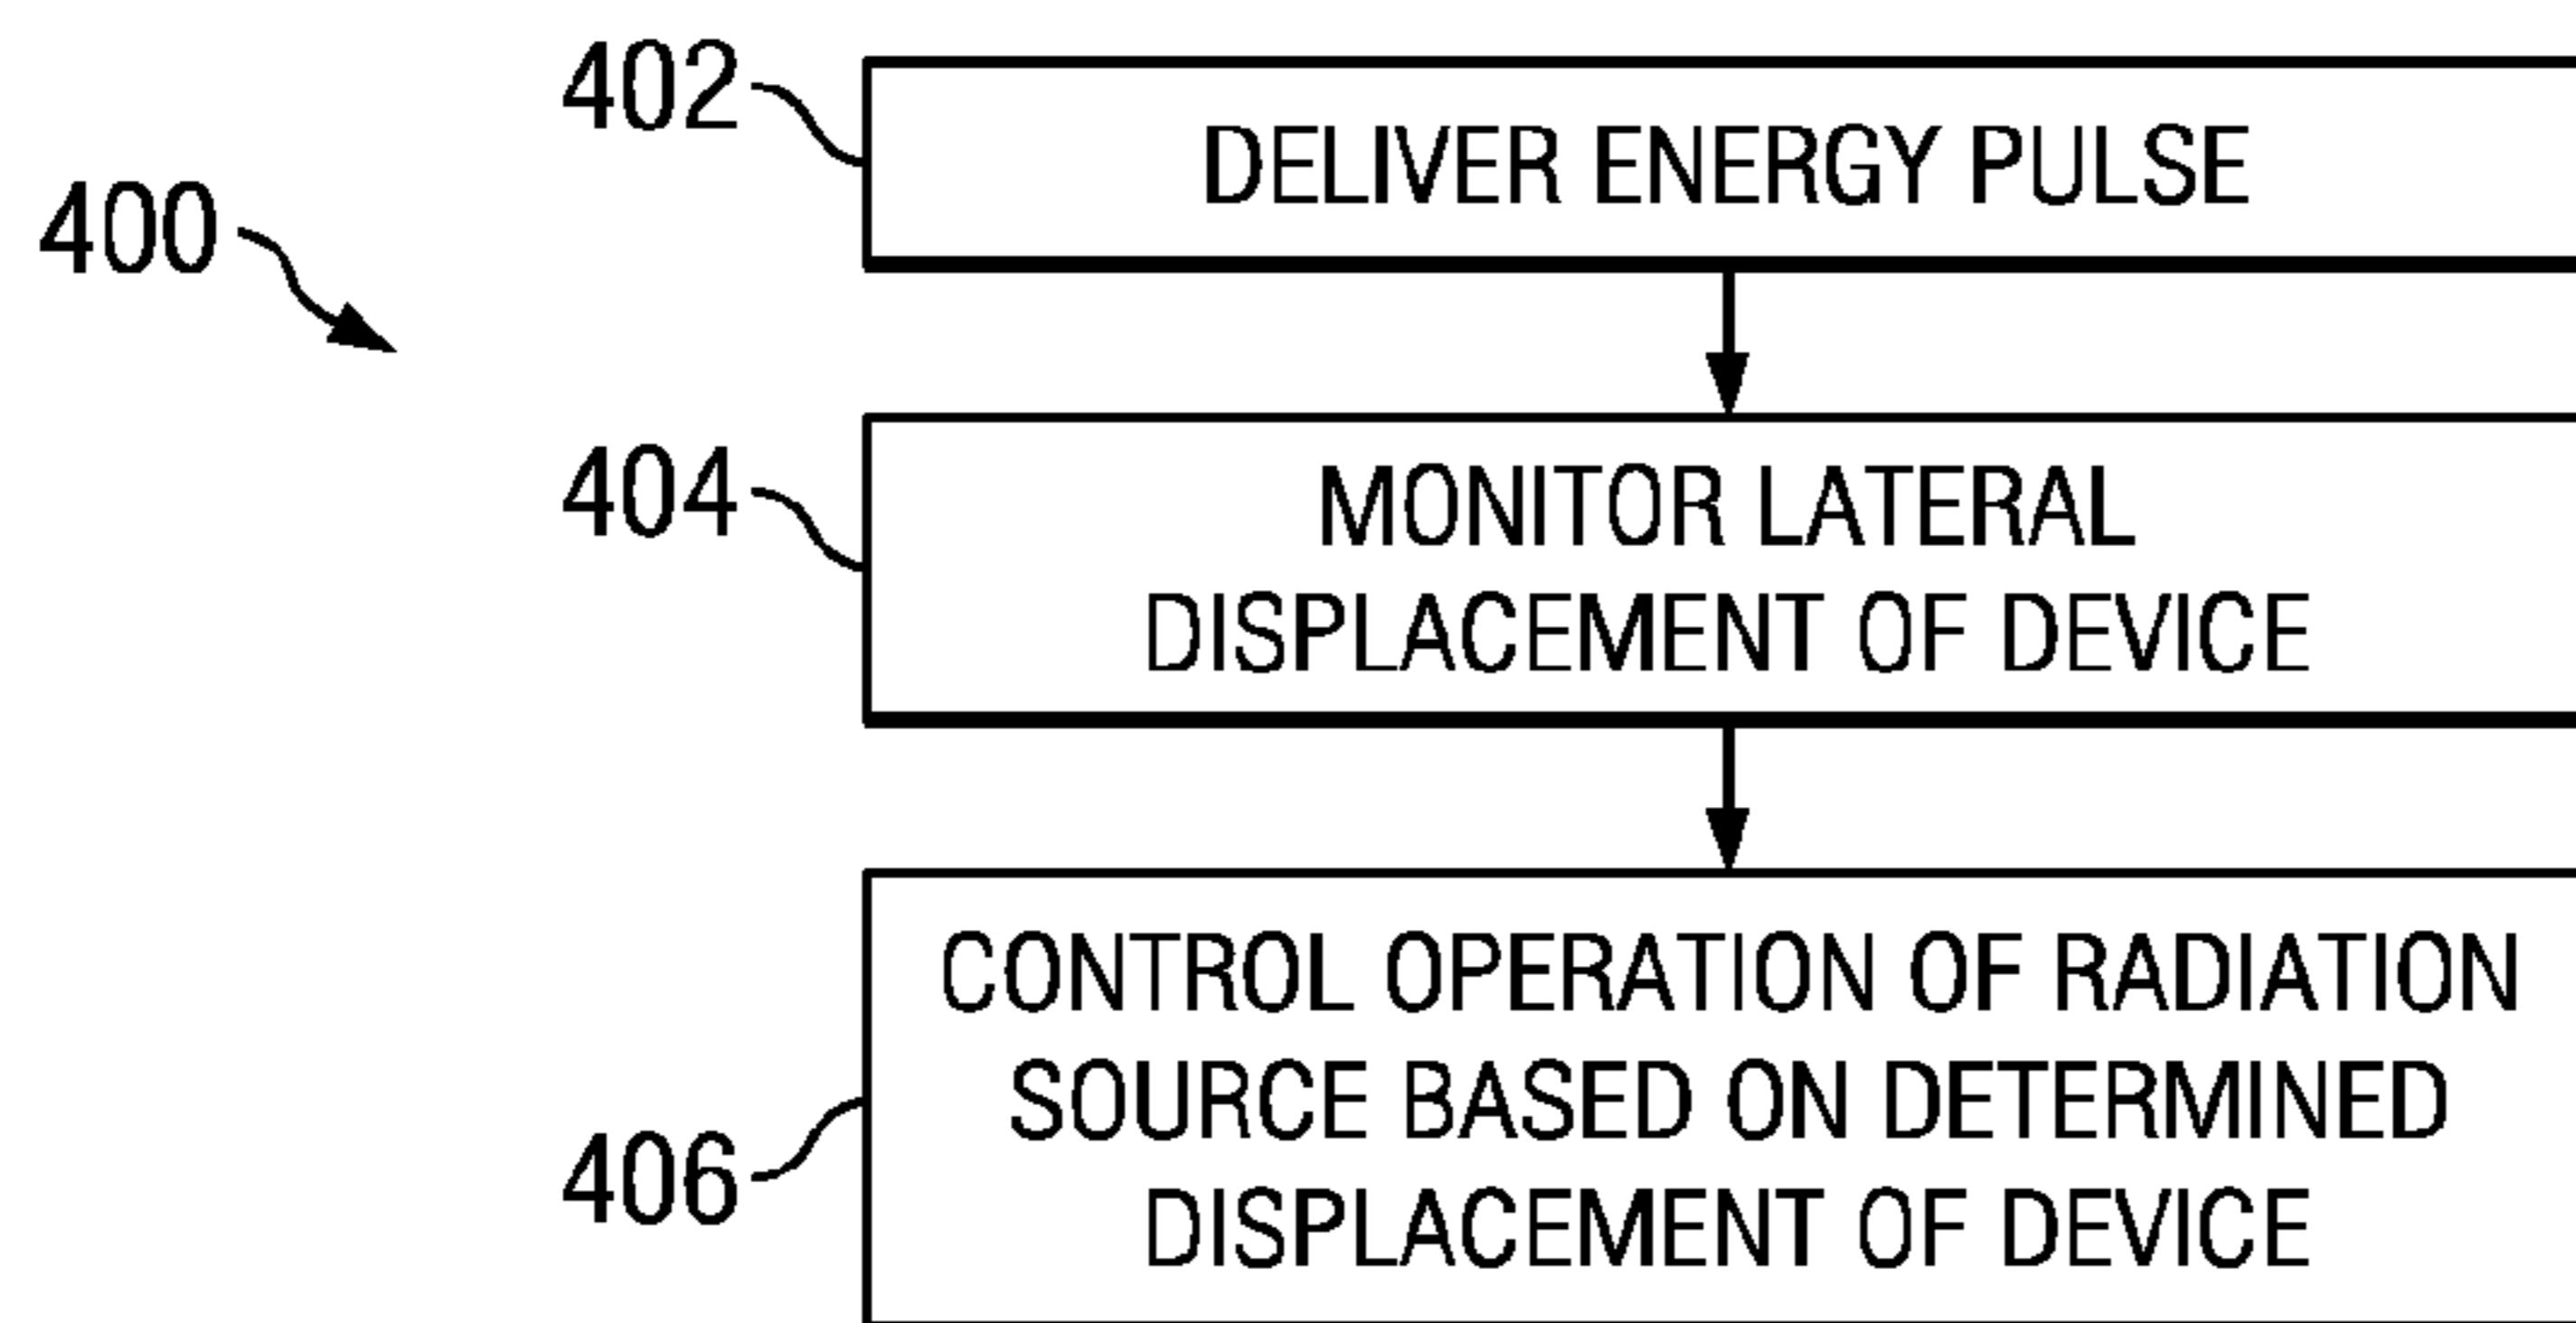 402
DELIVER ENERGY PULSE
400
404
MONITOR LATERAL
DISPLACEMENT OF DEVICE
406
CONTROL OPERATION OF RADIATION
SOURCE BASED ON DETERMINED
DISPLACEMENT OF DEVICE